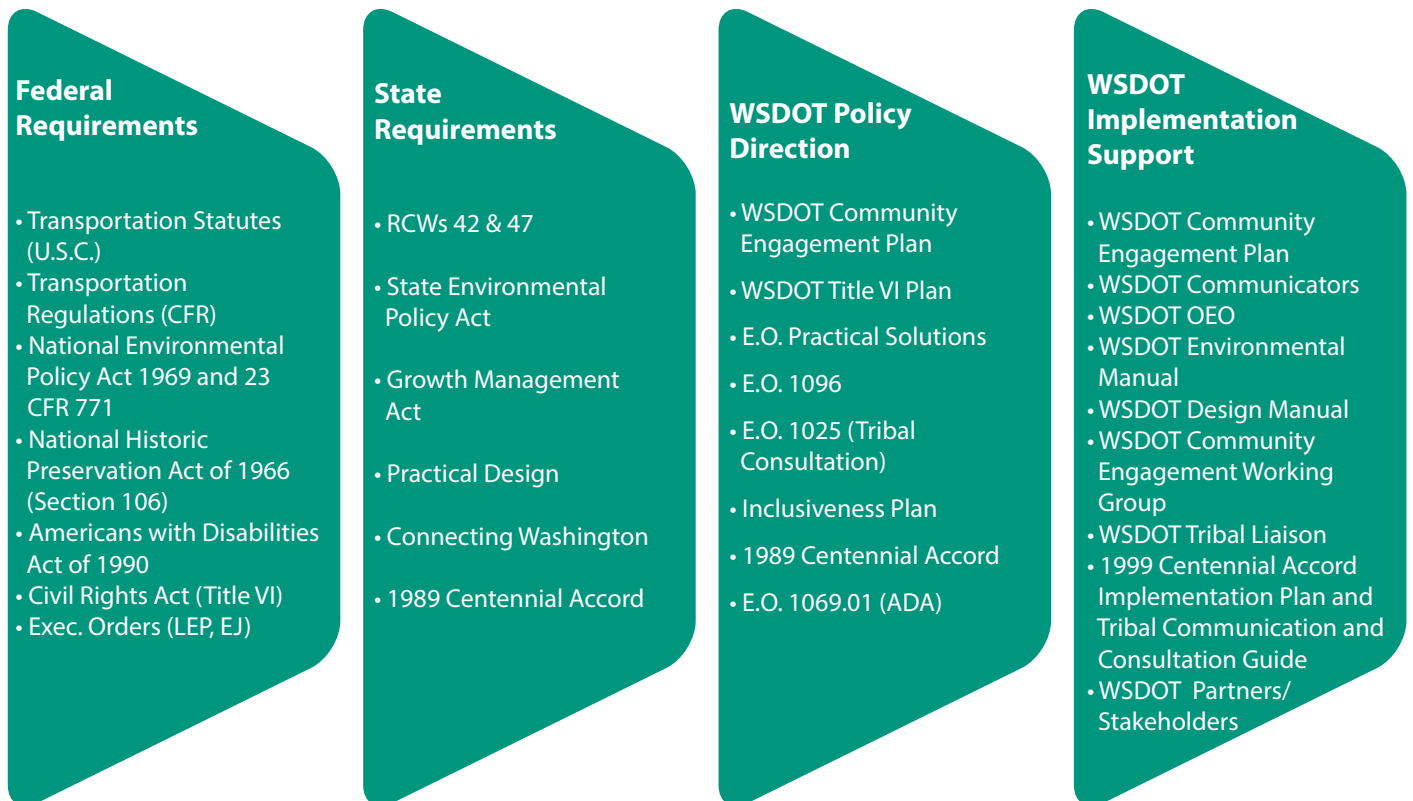 Federal
Requirements
• Transportation Statutes
(U.S.C.)
• Transportation
Regulations (CFR)
• National Environmental
Policy Act 1969 and 23
CFR 771
• National Historic
Preservation Act of 1966
(Section 106)
• Americans with Disabilities
Act of 1990
• Civil Rights Act (Title VI)
• Exec. Orders (LEP, EJ)
State
Requirements
• RCWs 42 & 47
• State Environmental
Policy Act
• Growth Management
Act
• Practical Design
• Connecting Washington
• 1989 Centennial Accord
WSDOT Policy
Direction
• WSDOT Community
Engagement Plan
• WSDOT Title VI Plan
• E.O. Practical Solutions
• E.O. 1096
• E.O. 1025 (Tribal
Consultation)
• Inclusiveness Plan
• 1989 Centennial Accord
• E.O. 1069.01 (ADA)
WSDOT
Implementation
Support
• WSDOT Community
Engagement Plan
• WSDOT Communicators
• WSDOT OEO
• WSDOT Environmental
Manual
• WSDOT Design Manual
• WSDOT Community
Engagement Working
Group
• WSDOT Tribal Liaison
• 1999 Centennial Accord
Implementation Plan and
Tribal Communication and
Consultation Guide
• WSDOT Partners/
Stakeholders